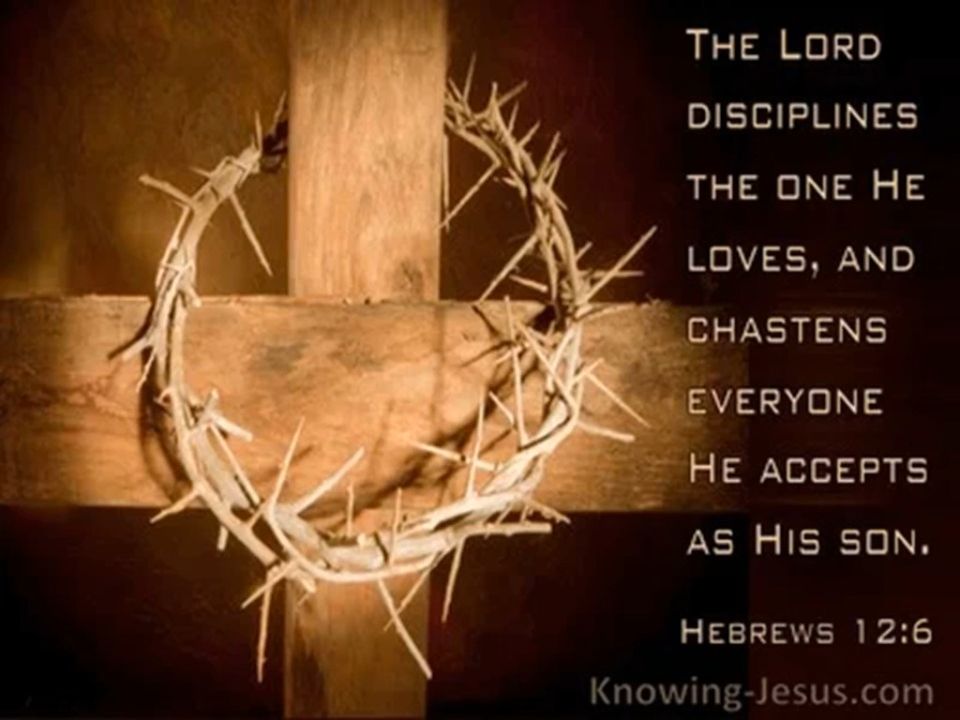 The Lord
disciplines
the one He
loves, and
chastens
everyone
He accepts
as His son.
Hebrews 12:6
Knowing-Jesus.com